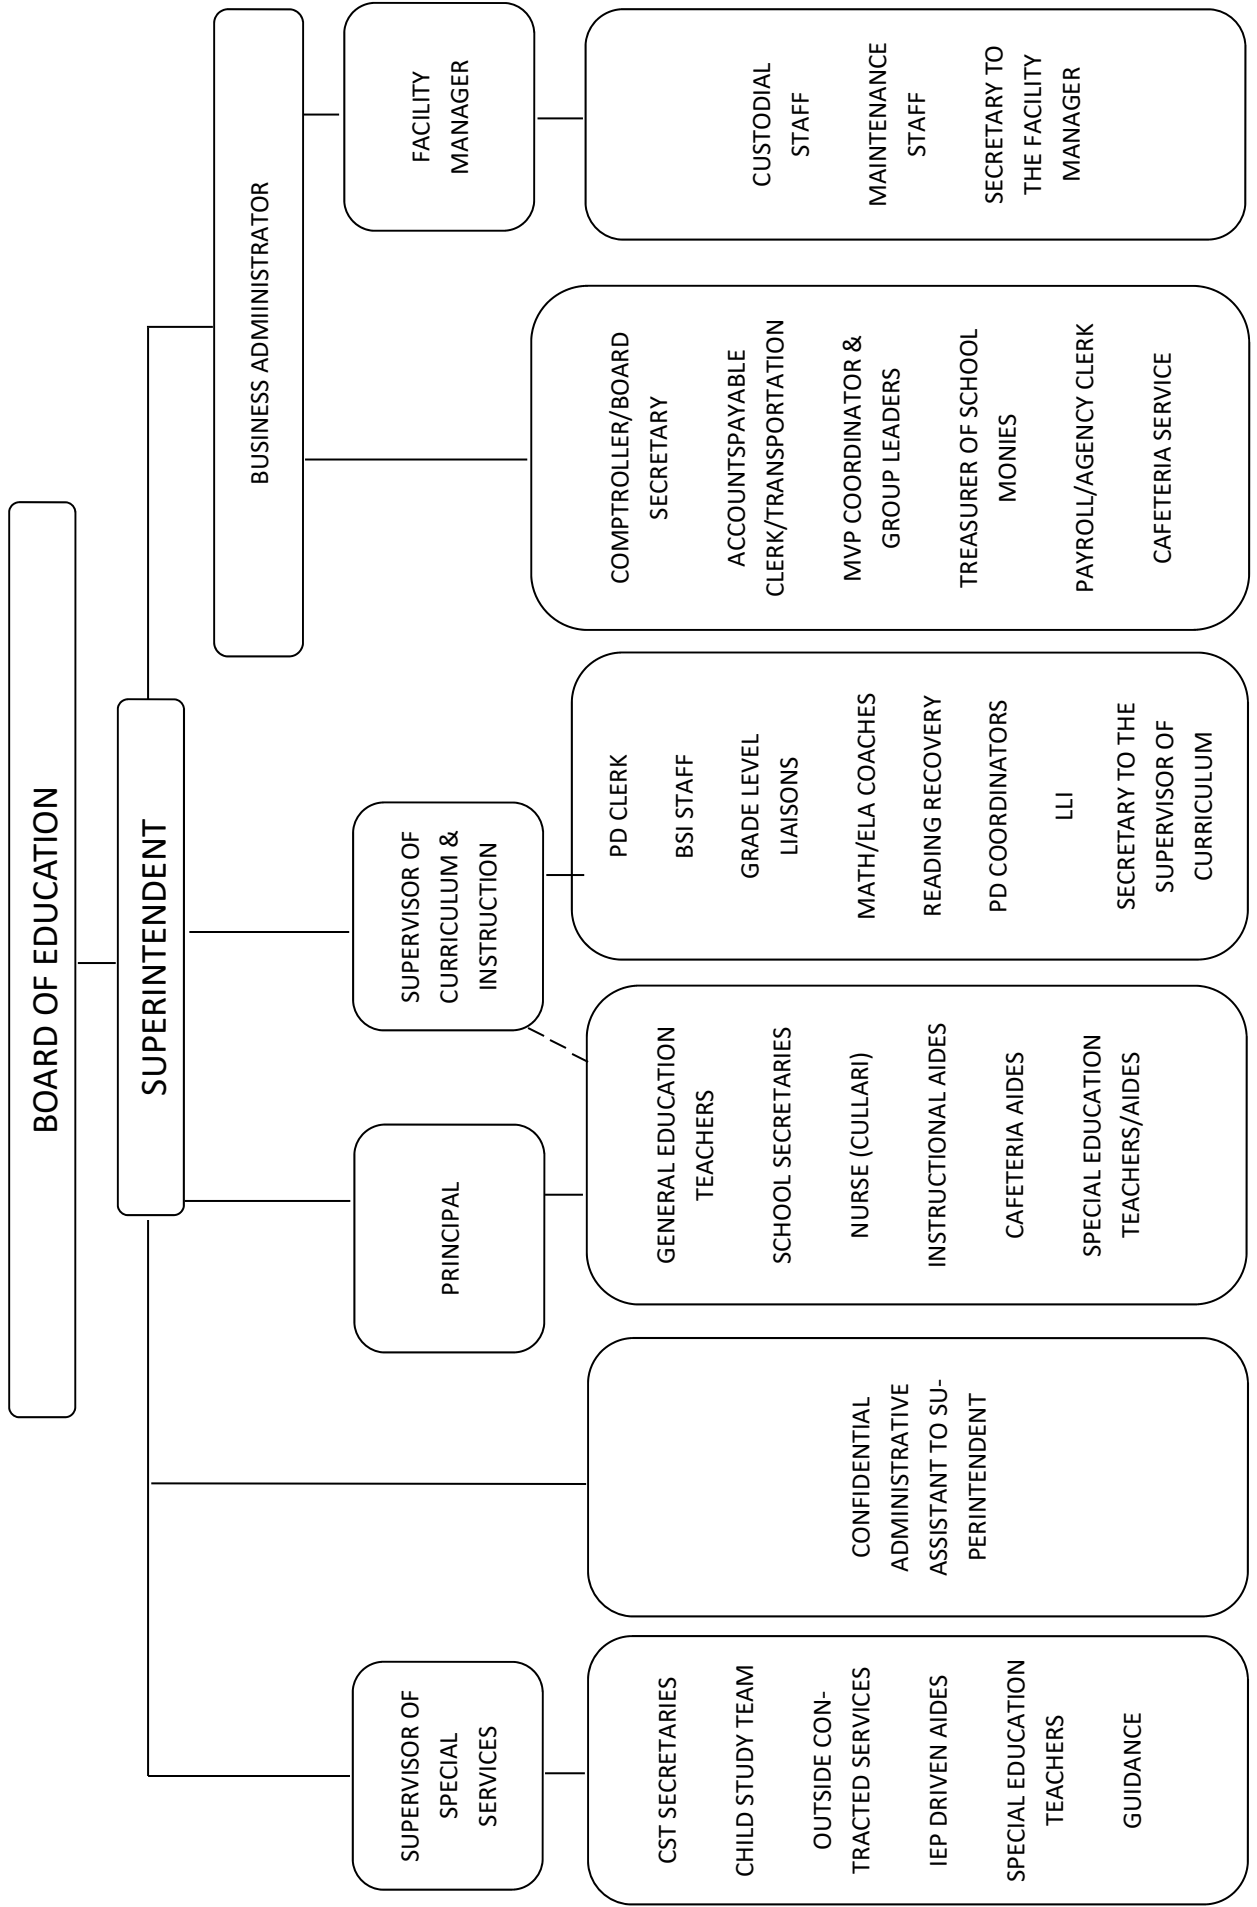 BOARD OF EDUCATION
SUPERINTENDENT
BUSINESS ADMIINISTRATOR
SUPERVISOR OF
SPECIAL
SERVICES
PRINCIPAL
SUPERVISOR OF
CURRICULUM &
INSTRUCTION
FACILITY
MANAGER
CST SECRETARIES
CHILD STUDY TEAM
OUTSIDE CON-
TRACTED SERVICES
IEP DRIVEN AIDES
SPECIAL EDUCATION
TEACHERS
GUIDANCE
CONFIDENTIAL
ADMINISTRATIVE
ASSISTANT TO SU-
PERINTENDENT
GENERAL EDUCATION
TEACHERS
SCHOOL SECRETARIES
NURSE (CULLARI)
INSTRUCTIONAL AIDES
CAFETERIA AIDES
SPECIAL EDUCATION
TEACHERS/AIDES
PD CLERK
BSI STAFF
GRADE LEVEL
LIAISONS
MATH/ELA COACHES
READING RECOVERY
PD COORDINATORS
LLI
SECRETARY TO THE
SUPERVISOR OF
CURRICULUM
COMPTROLLER/BOARD
SECRETARY
ACCOUNTSPAYABLE
CLERK/TRANSPORTATION
MVP COORDINATOR &
GROUP LEADERS
TREASURER OF SCHOOL
MONIES
PAYROLL/AGENCY CLERK
CAFETERIA SERVICE
CUSTODIAL
STAFF
MAINTENANCE
STAFF
SECRETARY TO
THE FACILITY
MANAGER